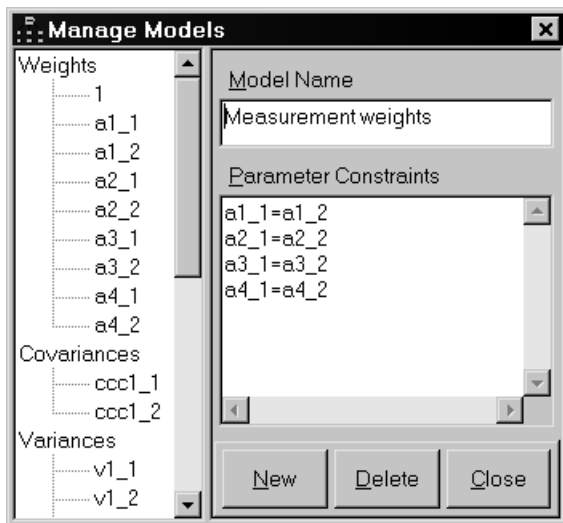 Manage Models
Weights
1
a1_1
a1_2
a2_1
a2_2
a3_1
a3_2
a4_1
a4_2
Covariances
ccc1_1
ccc1_2
Variances
v1_1
v1_2
Model Name
Measurement weights
Parameter Constraints
a1_1=a1_2
a2_1=a2_2
a3_1=a3_2
a4_1=a4_2
New Delete Close